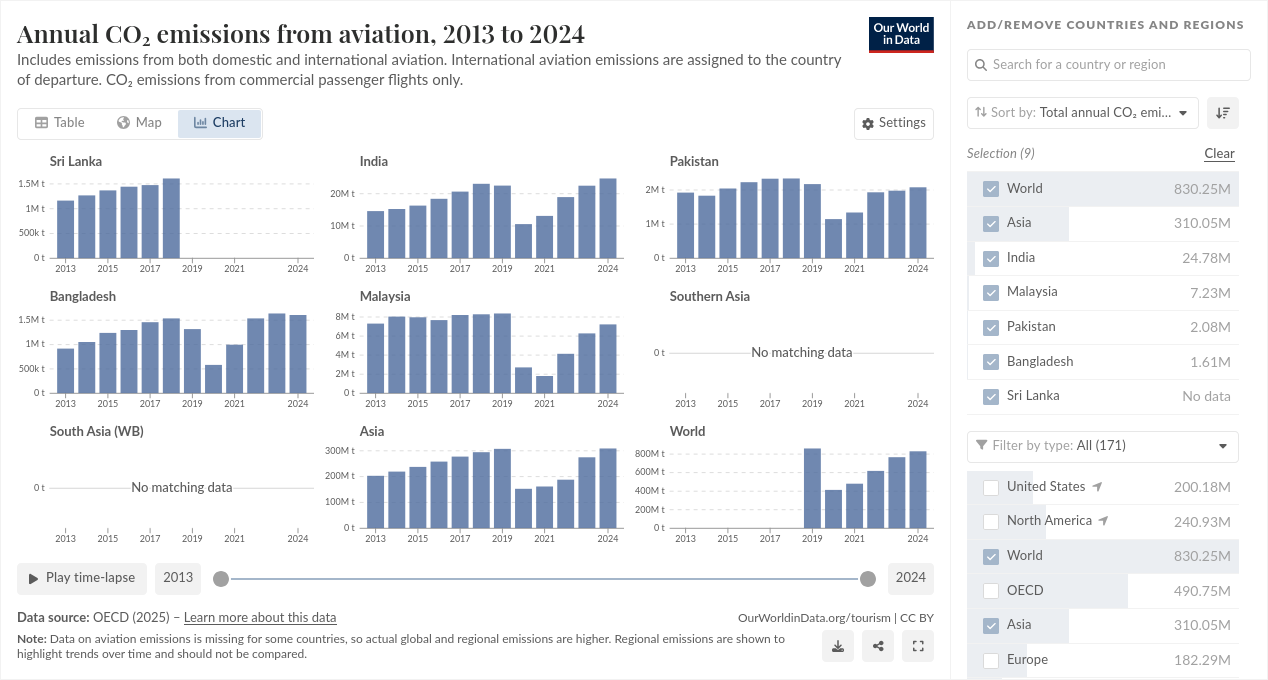 Annual CO₂ emissions from aviation, 2013 to 2024
Includes emissions from both domestic and international aviation. International aviation emissions are assigned to the country
of departure. CO₂ emissions from commercial passenger flights only.
Our World
in Data
Table
Map
Chart
Settings
Sri Lanka
1.5M t
1M t
500k t
0 t
2013 2015 2017 2019 2021 2024
India
20M t
10M t
0 t
2013 2015 2017 2019 2021 2024
Pakistan
2M t
1M t
0 t
2013 2015 2017 2019 2021 2024
Bangladesh
1.5M t
1M t
500k t
0 t
2013 2015 2017 2019 2021 2024
Malaysia
8M t
6M t
4M t
2M t
0 t
2013 2015 2017 2019 2021 2024
Southern Asia
0 t
No matching data
2013 2015 2017 2019 2021 2024
South Asia (WB)
0 t
No matching data
2013 2015 2017 2019 2021 2024
Asia
300M t
200M t
100M t
0 t
2013 2015 2017 2019 2021 2024
World
800M t
600M t
400M t
200M t
0 t
2013 2015 2017 2019 2021 2024
Play time-lapse
2013
2024
Data source: OECD (2025) – Learn more about this data
OurWorldinData.org/tourism | CC BY
Note: Data on aviation emissions is missing for some countries, so actual global and regional emissions are higher. Regional emissions are shown to
highlight trends over time and should not be compared.
ADD/REMOVE COUNTRIES AND REGIONS
Search for a country or region
Sort by: Total annual CO₂ emi...
Selection (9)
Clear
World 830.25M
Asia 310.05M
India 24.78M
Malaysia 7.23M
Pakistan 2.08M
Bangladesh 1.61M
Sri Lanka No data
Filter by type: All (171)
United States 200.18M
North America 240.93M
World 830.25M
OECD 490.75M
Asia 310.05M
Europe 182.29M